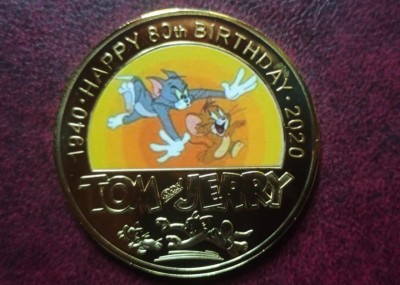 1940 · HAPPY 80th BIRTHDAY · 2020
TOM and JERRY